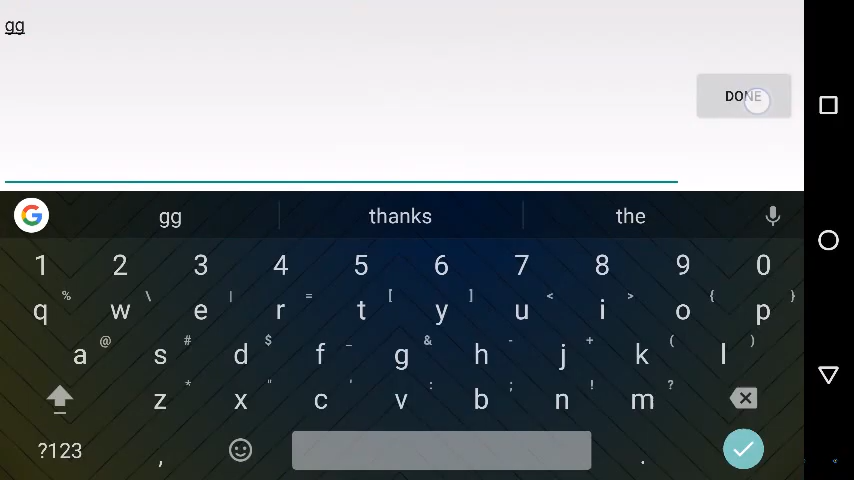 gg
DONE
gg thanks the
1 2 3 4 5 6 7 8 9 0
% \ | = [ ] < > { }
q w e r t y u i o p
@ # $ _ & - + ( )
a s d f g h j k l
* " ' : ; ! ?
z x c v b n m
?123 , .